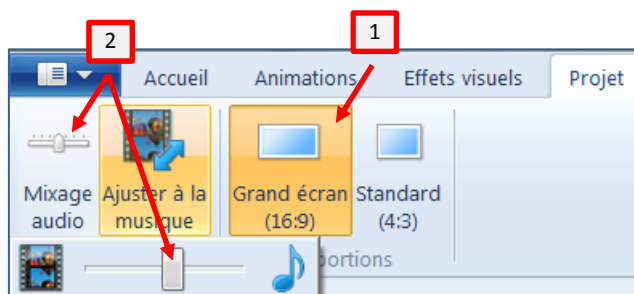 2
1
Accueil Animations Effets visuels Projet
Mixage audio
Ajuster à la musique
Grand écran (16:9)
Standard (4:3)
portions